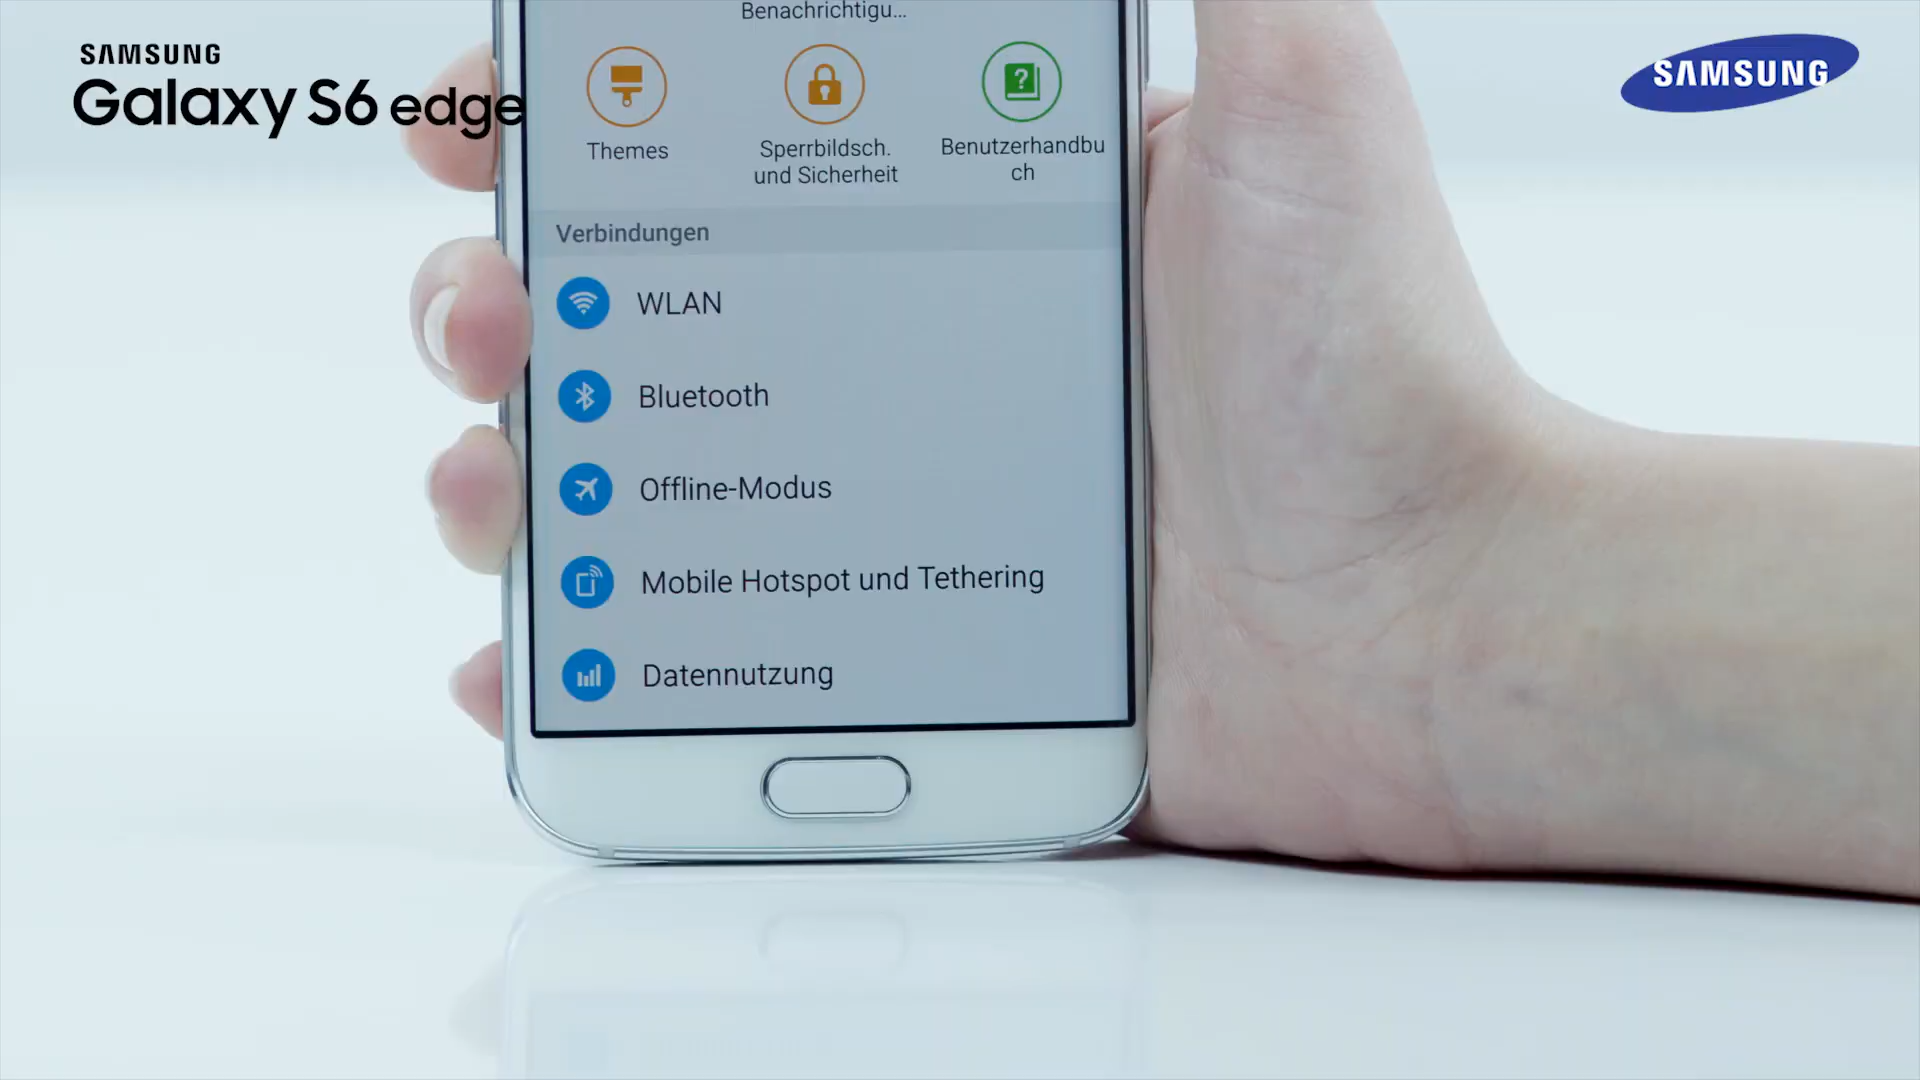 Benachrichtigu...
SAMSUNG
Galaxy S6 edge
SAMSUNG
Themes
Sperrbildsch.
und Sicherheit
Benutzerhandbu
ch
Verbindungen
WLAN
Bluetooth
Offline-Modus
Mobile Hotspot und Tethering
Datennutzung